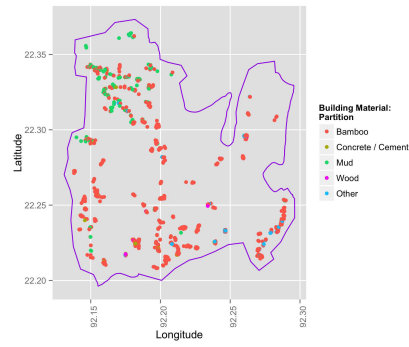 22.35
22.30
22.25
22.20
Latitude
92.15
92.20
92.25
92.30
Longitude
Building Material:
Partition
Bamboo
Concrete / Cement
Mud
Wood
Other